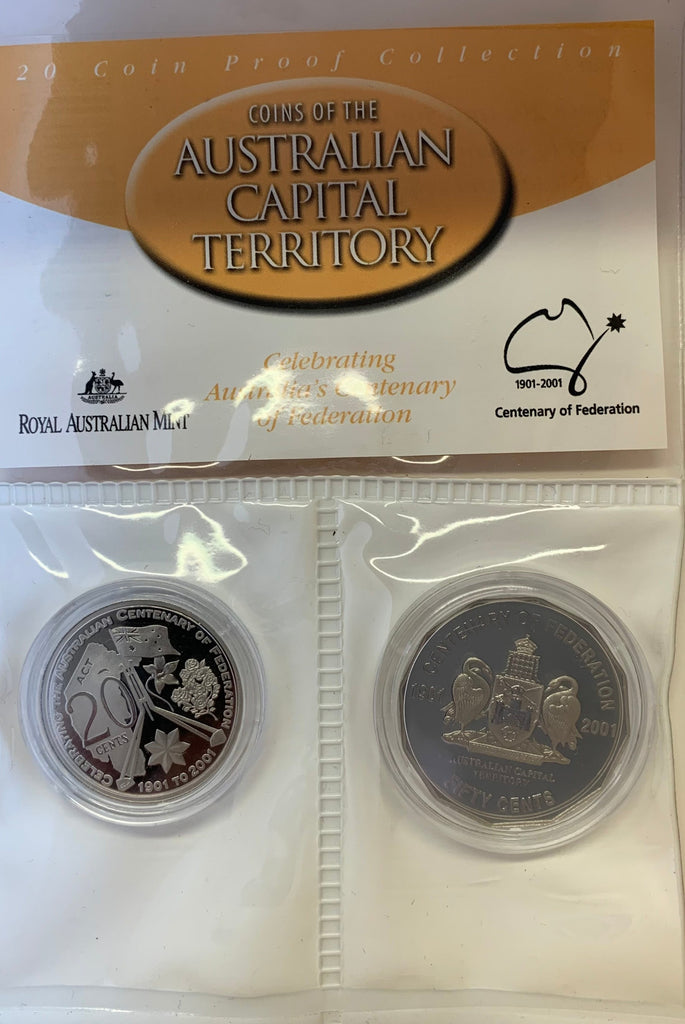 20 Coin Proof Collection
COINS OF THE
AUSTRALIAN
CAPITAL
TERRITORY
Celebrating
Australia's Centenary
of Federation
AUSTRALIA
ROYAL AUSTRALIAN MINT
1901-2001
Centenary of Federation
CELEBRATING THE AUSTRALIAN CENTENARY OF FEDERATION
ACT
20
CENTS
1901 TO 2001
CENTENARY OF FEDERATION
1901
2001
AUSTRALIAN CAPITAL
TERRITORY
FIFTY CENTS